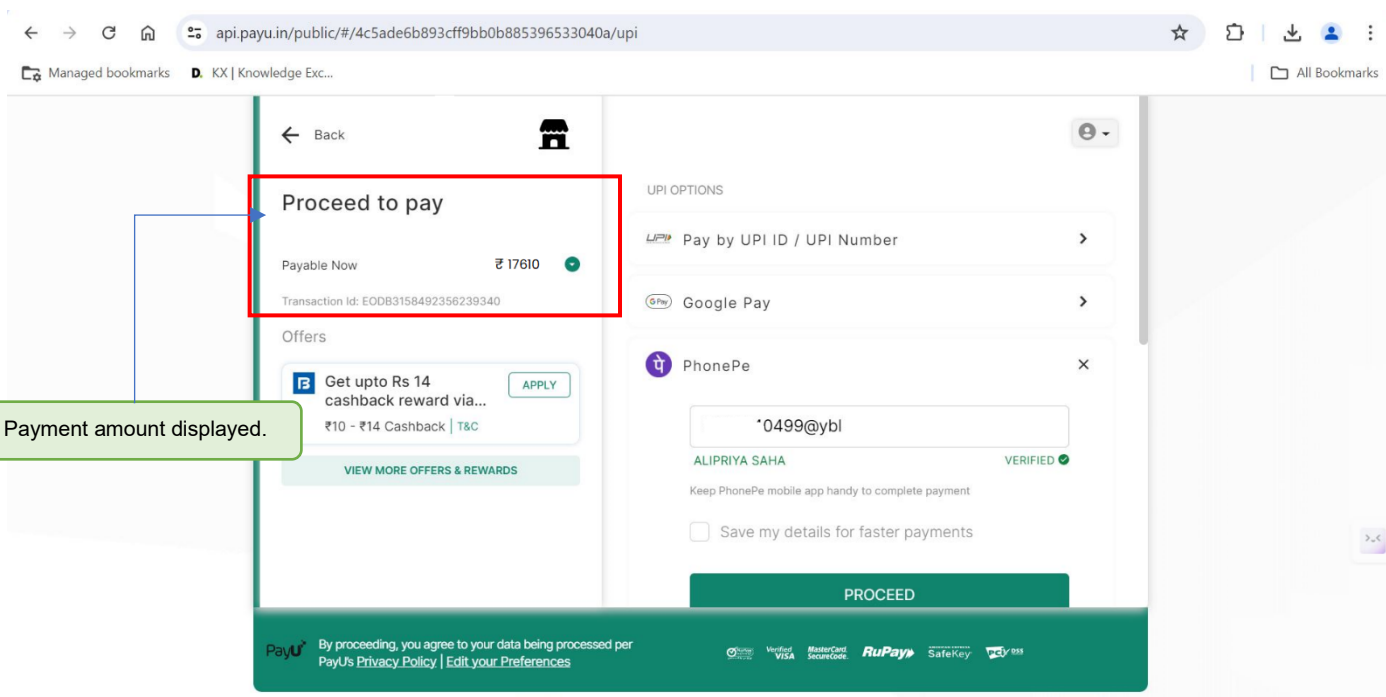 api.payu.in/public/#/4c5ade6b893cff9bb0b885396533040a/upi
Managed bookmarks
D. KX | Knowledge Exc...
All Bookmarks
Back
Proceed to pay
Payable Now ₹ 17610
Transaction Id: EODB3158492356239340
Offers
Get upto Rs 14
cashback reward via...
APPLY
₹10 - ₹14 Cashback | T&C
VIEW MORE OFFERS & REWARDS
Payment amount displayed.
UPI OPTIONS
UPI Pay by UPI ID / UPI Number
G Pay Google Pay
पे PhonePe
0499@ybl
ALIPRIYA SAHA VERIFIED
Keep PhonePe mobile app handy to complete payment
Save my details for faster payments
PROCEED
PayU
By proceeding, you agree to your data being processed per
PayU's Privacy Policy | Edit your Preferences
Verified
VISA
MasterCard.
SecureCode.
RuPay
SafeKey
PCI DSS